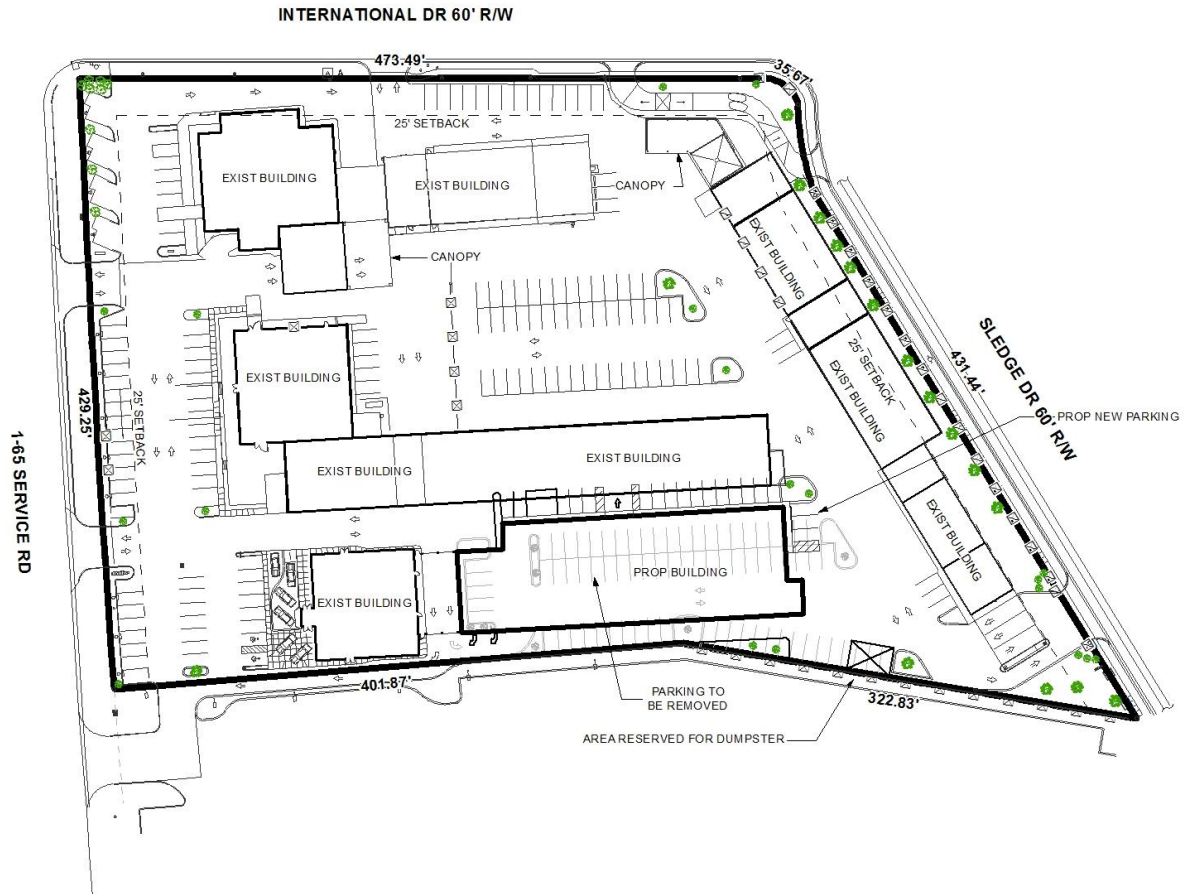 INTERNATIONAL DR 60' R/W
473.49'
35.67'
25' SETBACK
EXIST BUILDING
EXIST BUILDING
CANOPY
EXIST BUILDING
CANOPY
SLEDGE DR 60' R/W
431.44'
25' SETBACK
EXIST BUILDING
EXIST BUILDING
429.25'
25' SETBACK
PROP NEW PARKING
1-65 SERVICE RD
EXIST BUILDING
EXIST BUILDING
EXIST BUILDING
PROP BUILDING
EXIST BUILDING
401.87'
PARKING TO
BE REMOVED
322.83'
AREA RESERVED FOR DUMPSTER